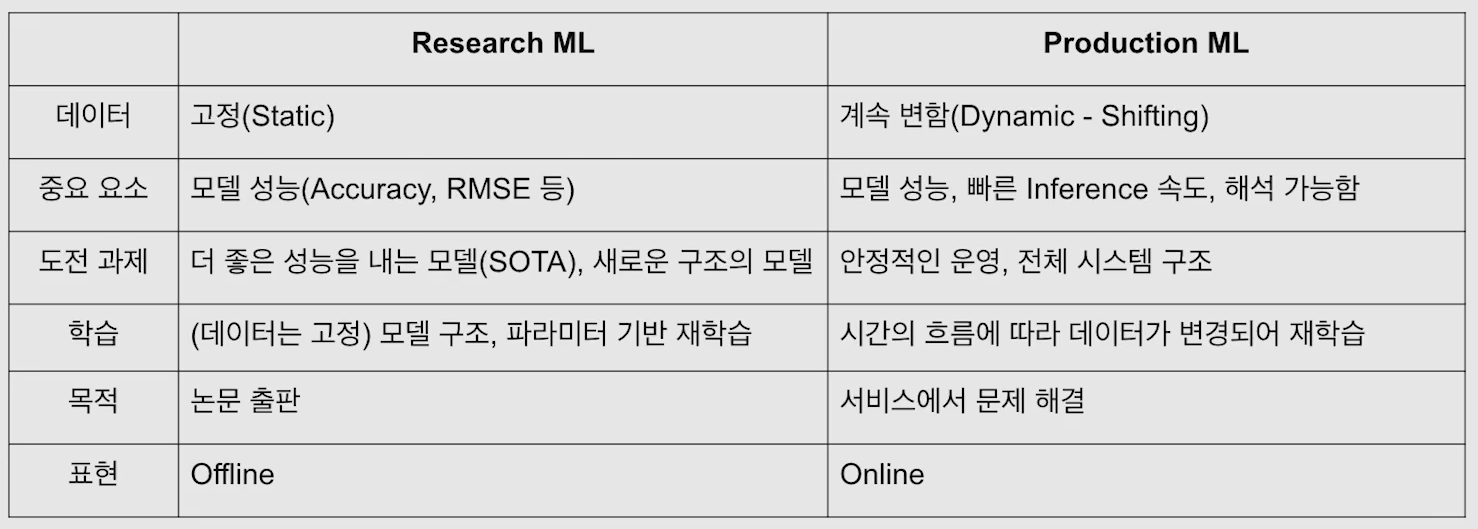 Research ML Production ML
데이터 고정(Static) 계속 변함(Dynamic - Shifting)
중요 요소 모델 성능(Accuracy, RMSE 등) 모델 성능, 빠른 Inference 속도, 해석 가능함
도전 과제 더 좋은 성능을 내는 모델(SOTA), 새로운 구조의 모델 안정적인 운영, 전체 시스템 구조
학습 (데이터는 고정) 모델 구조, 파라미터 기반 재학습 시간의 흐름에 따라 데이터가 변경되어 재학습
목적 논문 출판 서비스에서 문제 해결
표현 Offline Online